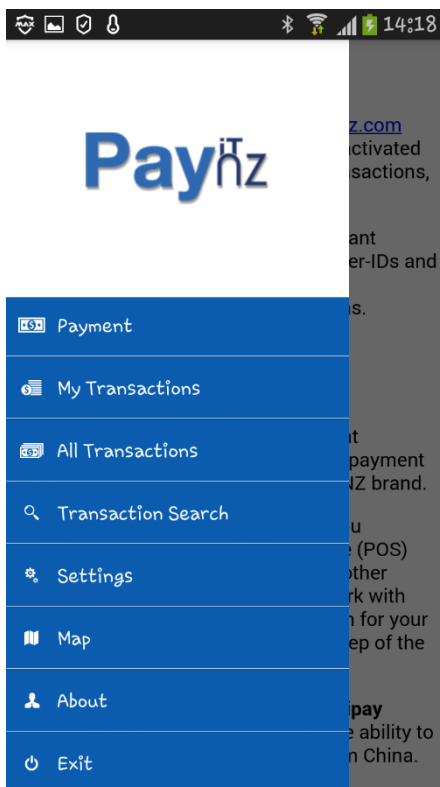 MAX 14:18
PayiTnz
Payment
My Transactions
All Transactions
Transaction Search
Settings
Map
About
Exit
z.com
ctivated
sactions,
ant
er-IDs and
s.
payment
NZ brand.
u
(POS)
other
rk with
n for your
ep of the
ipay
e ability to
n China.